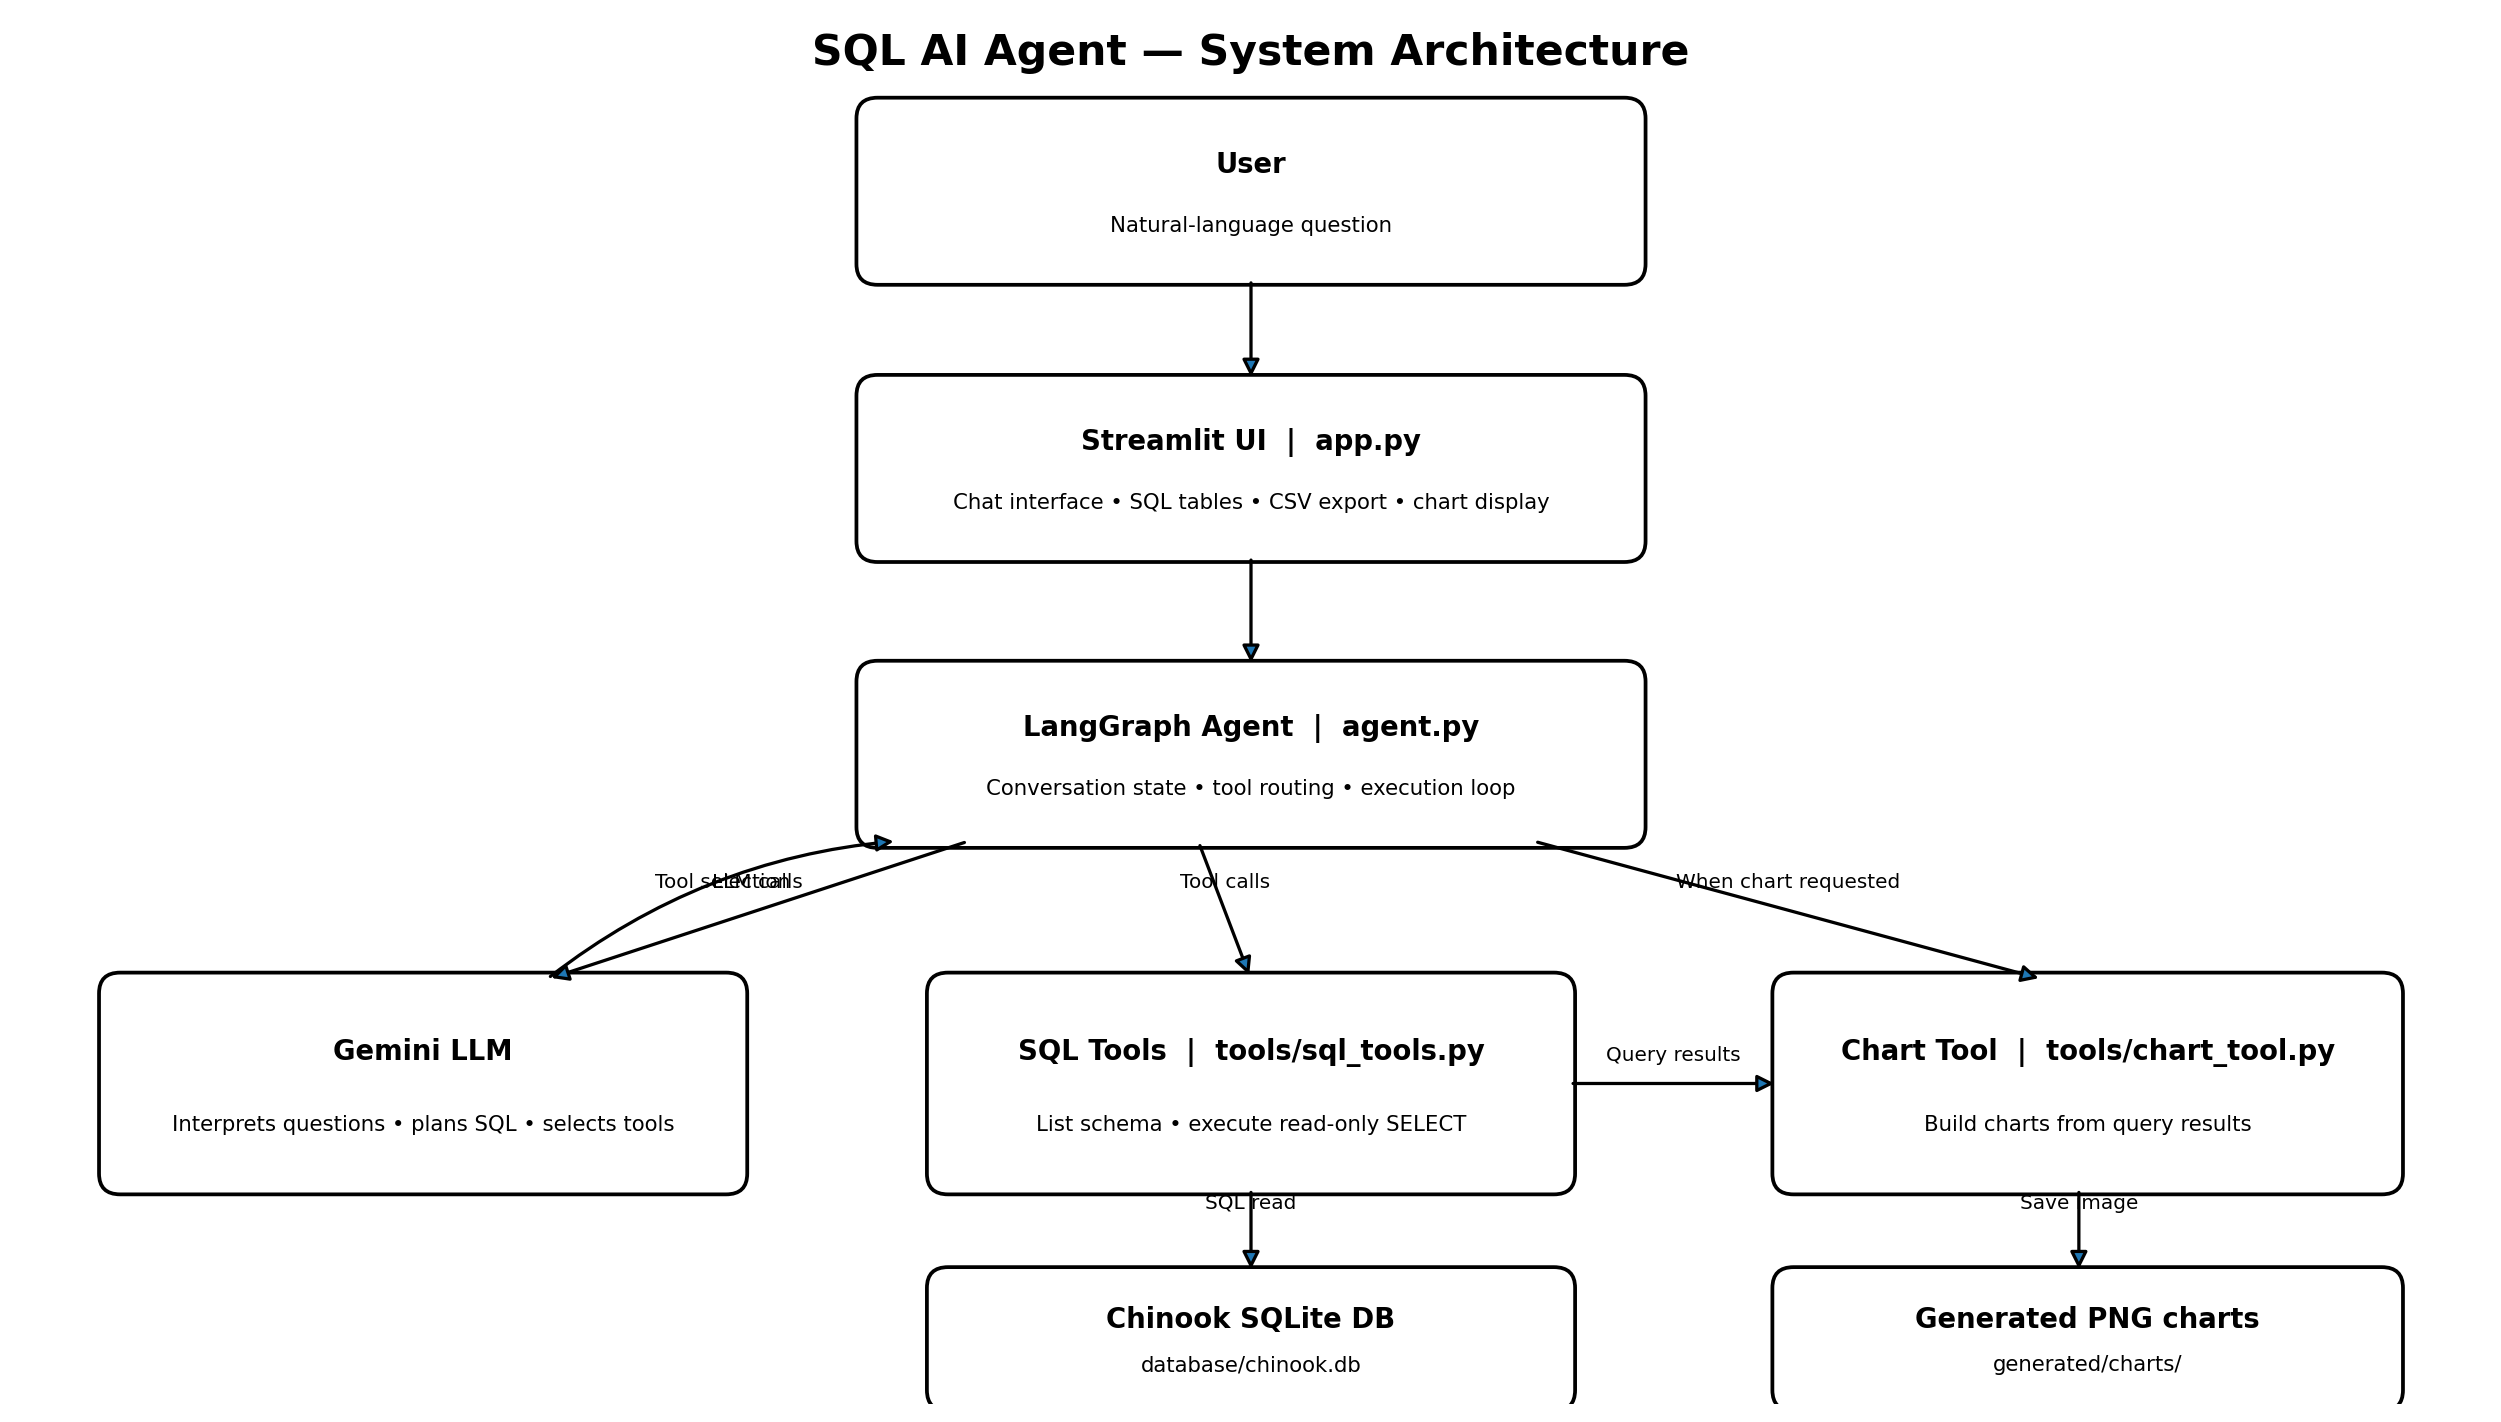 SQL AI Agent — System Architecture
User
Natural-language question
Streamlit UI | app.py
Chat interface • SQL tables • CSV export • chart display
LangGraph Agent | agent.py
Conversation state • tool routing • execution loop
Tool selection
LLM calls
Tool calls
When chart requested
Gemini LLM
Interprets questions • plans SQL • selects tools
SQL Tools | tools/sql_tools.py
List schema • execute read-only SELECT
Query results
Chart Tool | tools/chart_tool.py
Build charts from query results
SQL read
Save image
Chinook SQLite DB
database/chinook.db
Generated PNG charts
generated/charts/